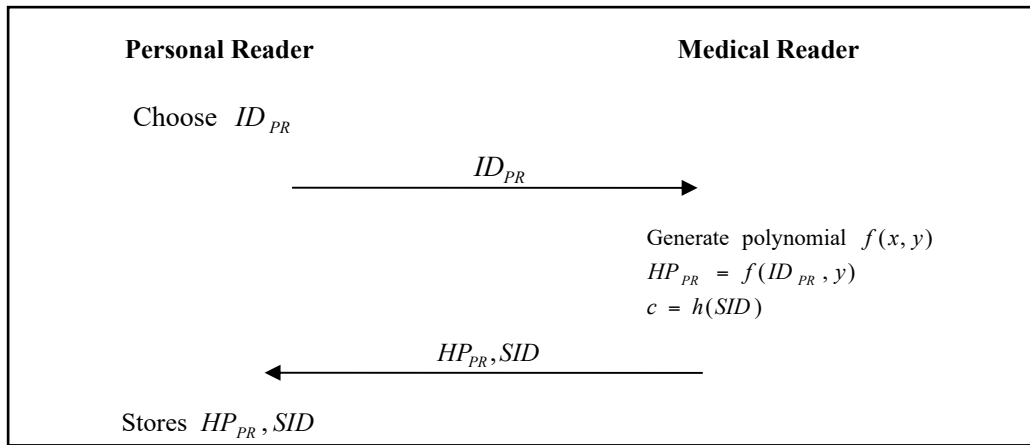 Personal Reader Medical Reader
Choose ID_PR
ID_PR
Generate polynomial f(x, y)
HP_PR = f(ID_PR, y)
c = h(SID)
HP_PR, SID
Stores HP_PR, SID